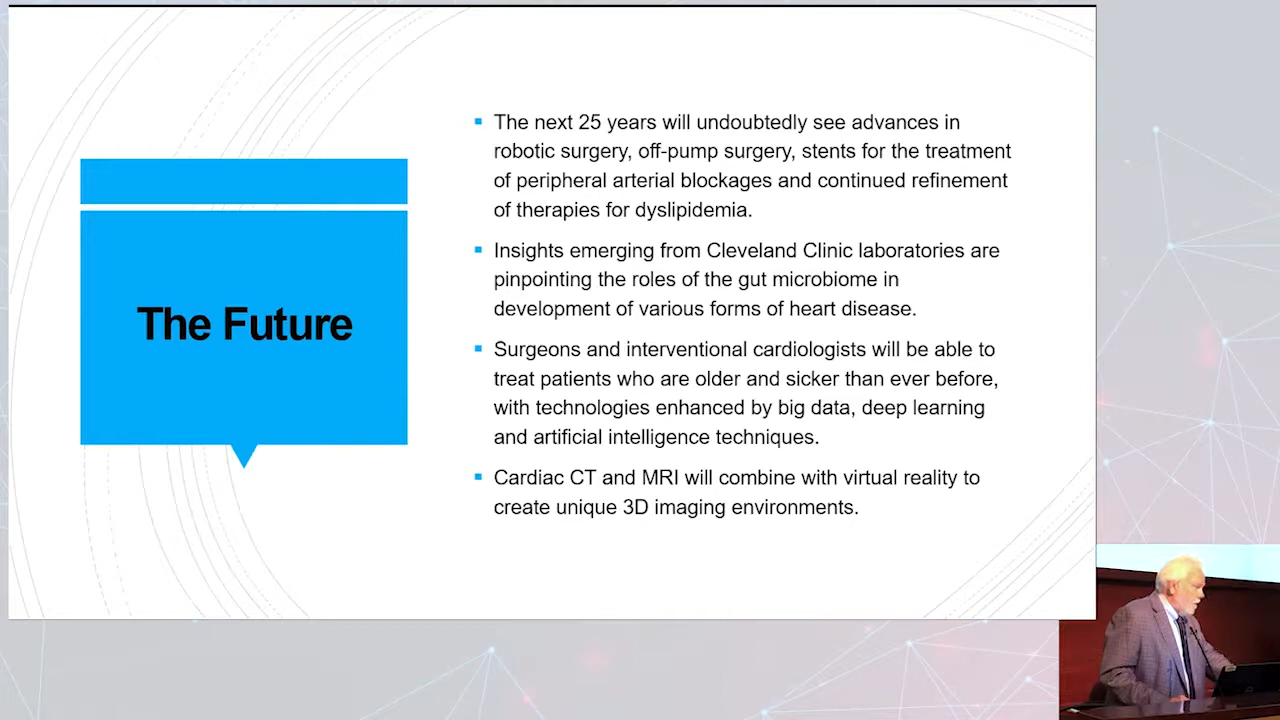 The Future
The next 25 years will undoubtedly see advances in
robotic surgery, off-pump surgery, stents for the treatment
of peripheral arterial blockages and continued refinement
of therapies for dyslipidemia.
Insights emerging from Cleveland Clinic laboratories are
pinpointing the roles of the gut microbiome in
development of various forms of heart disease.
Surgeons and interventional cardiologists will be able to
treat patients who are older and sicker than ever before,
with technologies enhanced by big data, deep learning
and artificial intelligence techniques.
Cardiac CT and MRI will combine with virtual reality to
create unique 3D imaging environments.